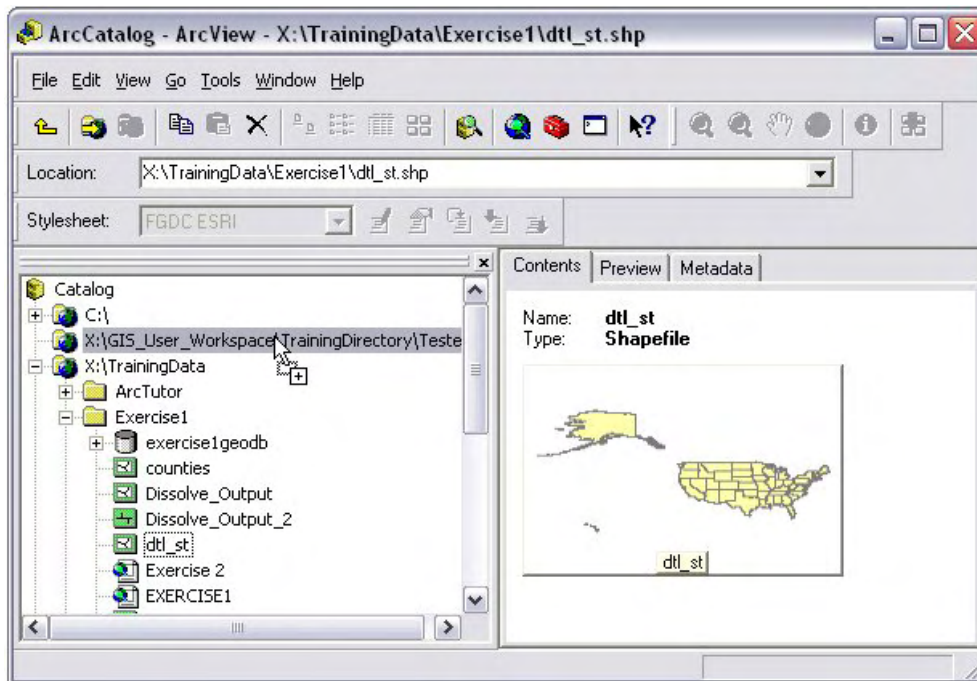 ArcCatalog - ArcView - X:\TrainingData\Exercise1\dtl_st.shp
File Edit View Go Tools Window Help
Location: X:\TrainingData\Exercise1\dtl_st.shp
Stylesheet: FGDC ESRI
Catalog
C:\
X:\GIS_User_Workspace\TrainingDirectory\Teste
X:\TrainingData
ArcTutor
Exercise1
exercise1geodb
counties
Dissolve_Output
Dissolve_Output_2
dtl_st
Exercise 2
EXERCISE1
Contents Preview Metadata
Name: dtl_st
Type: Shapefile
dtl_st